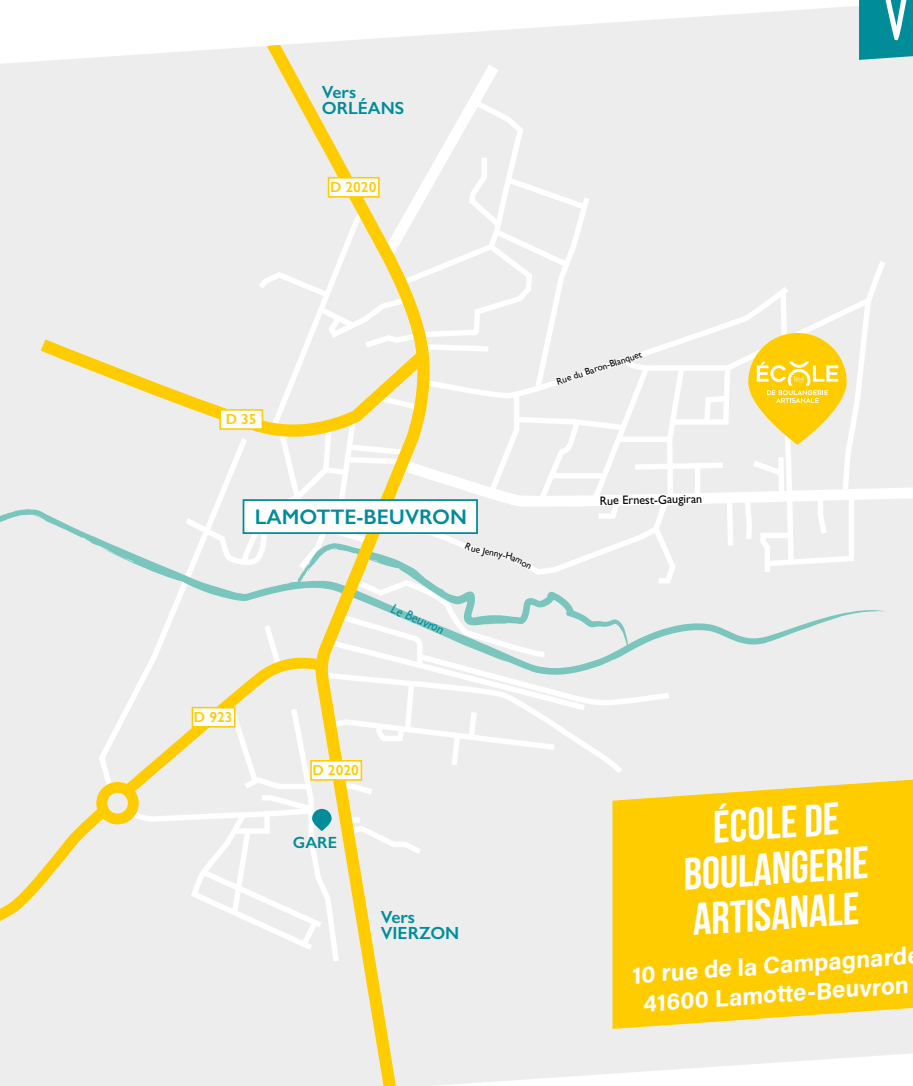 V
Vers
ORLÉANS
D 2020
Rue du Baron-Blanquet
ÉCOLE
DE BOULANGERIE
ARTISANALE
D 35
Rue Ernest-Gaugiran
LAMOTTE-BEUVRON
Rue Jenny-Hamon
Le Beuvron
D 923
D 2020
GARE
Vers
VIERZON
ÉCOLE DE
BOULANGERIE
ARTISANALE
10 rue de la Campagnarde
41600 Lamotte-Beuvron